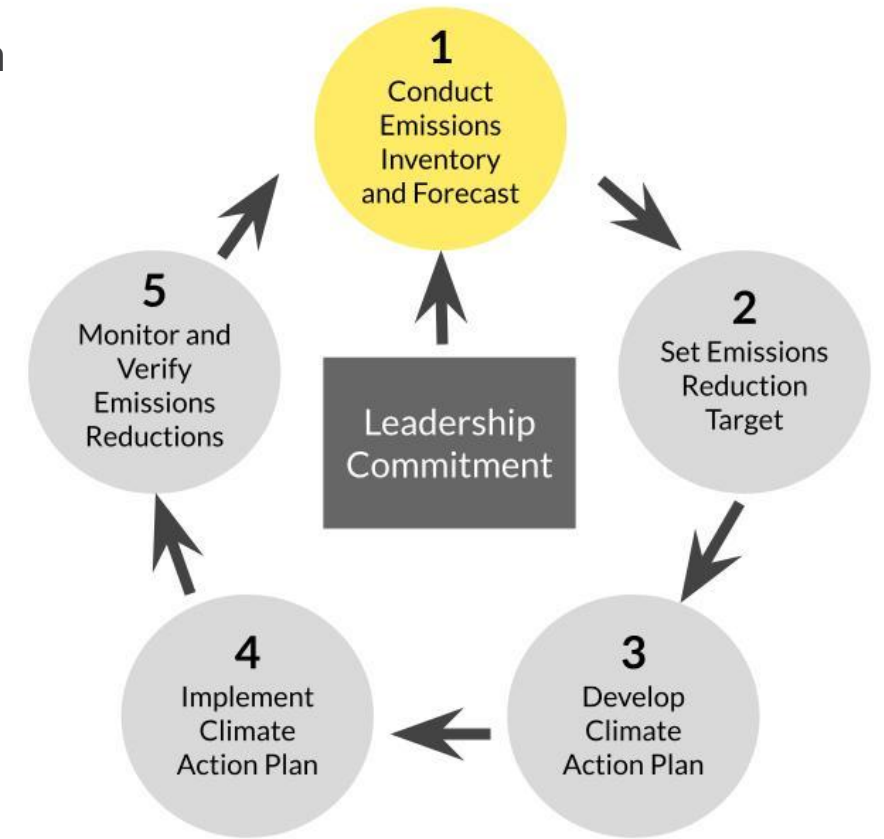 1
Conduct
Emissions
Inventory
and Forecast
2
Set Emissions
Reduction
Target
3
Develop
Climate
Action Plan
4
Implement
Climate
Action Plan
5
Monitor and
Verify
Emissions
Reductions
Leadership
Commitment